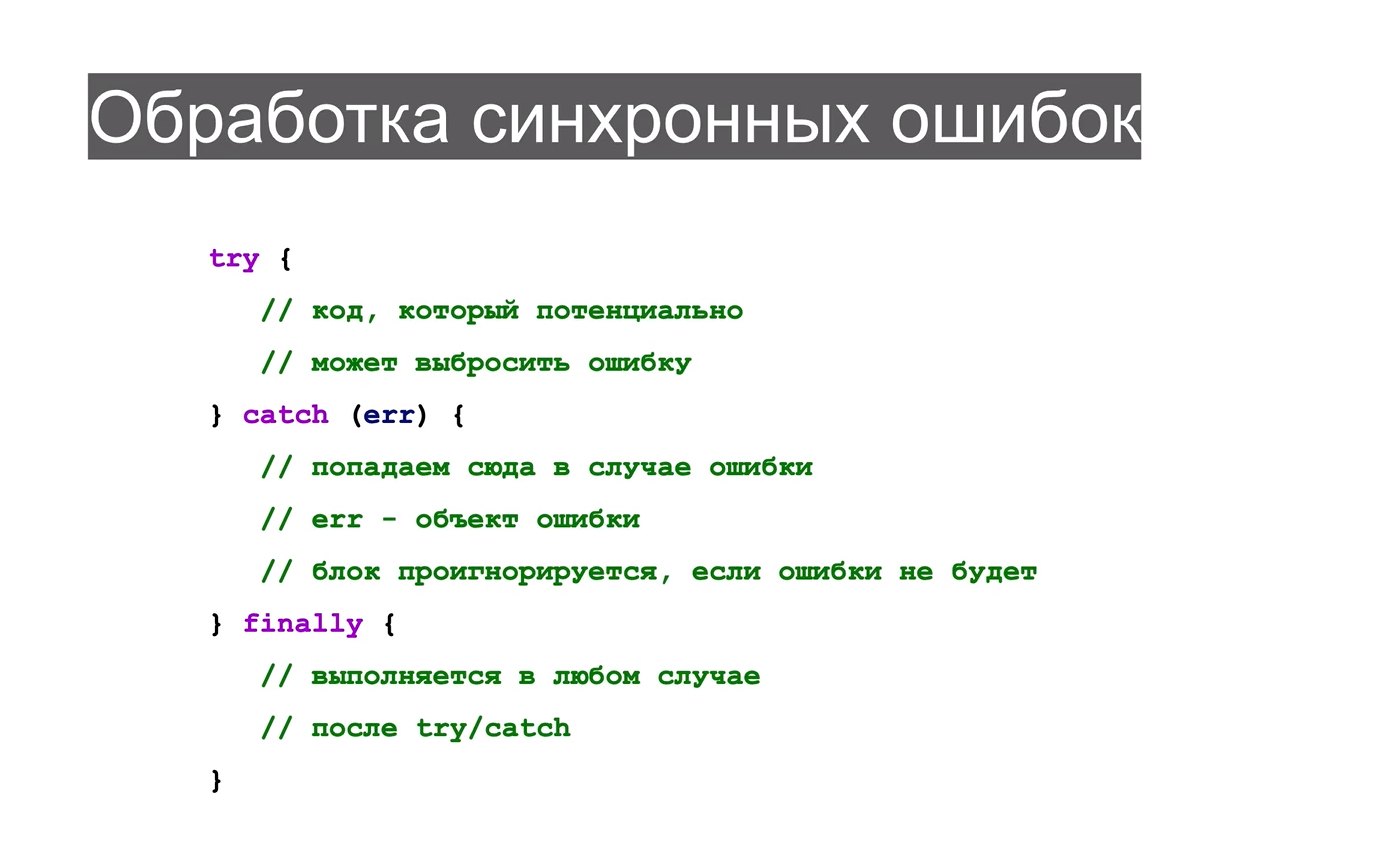 Обработка синхронных ошибок
try {
// код, который потенциально
// может выбросить ошибку
} catch (err) {
// попадаем сюда в случае ошибки
// err - объект ошибки
// блок проигнорируется, если ошибки не будет
} finally {
// выполняется в любом случае
// после try/catch
}